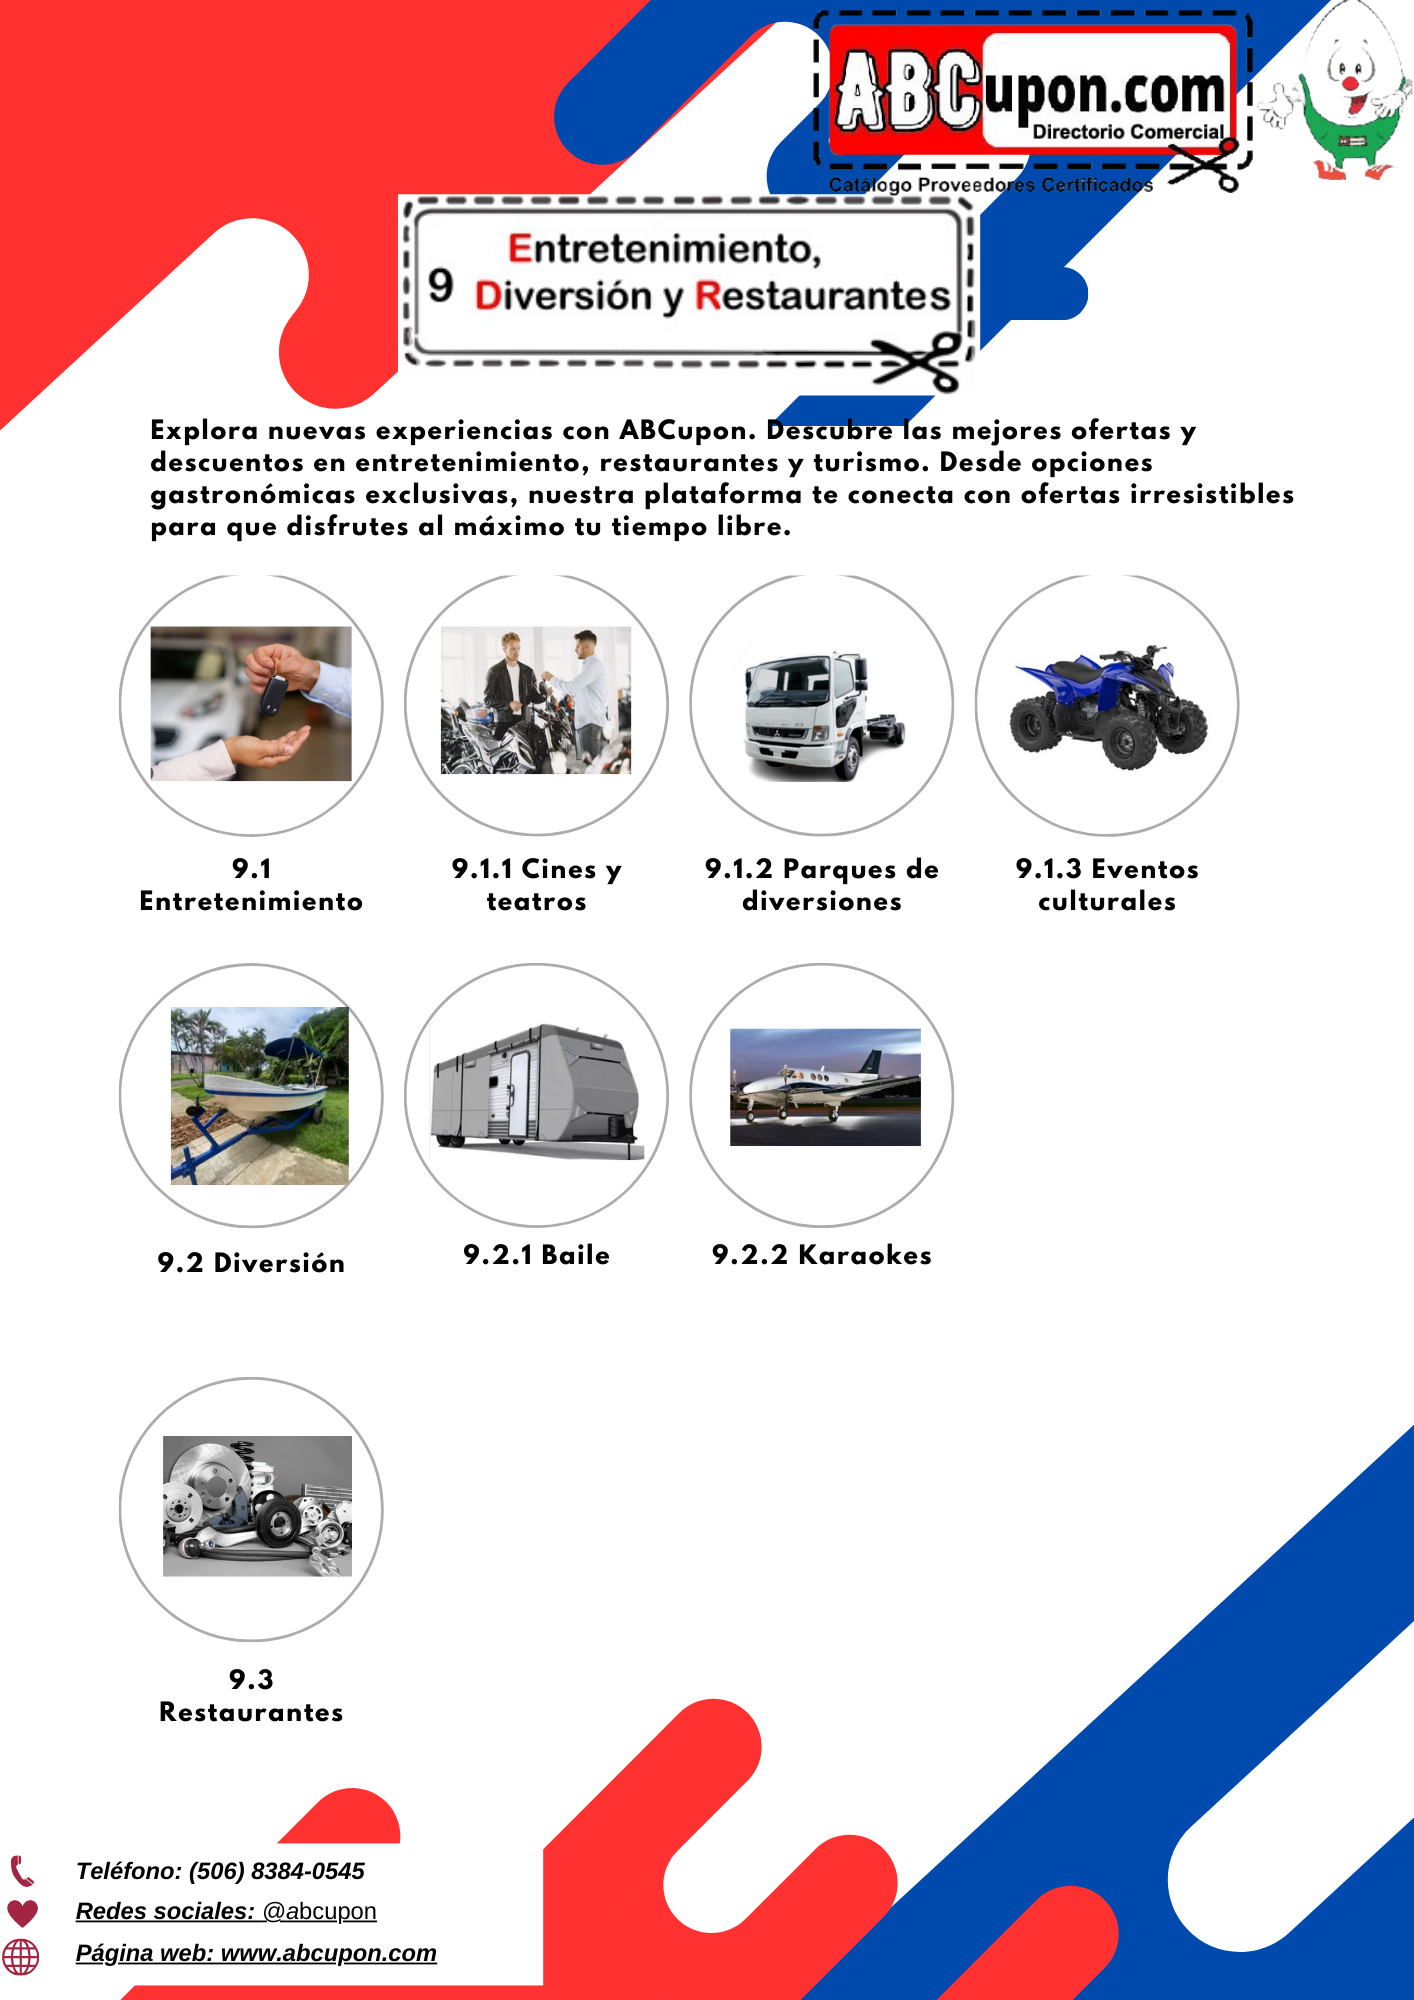 ABCupon.com
Directorio Comercial
Catálogo Proveedores Certificados
9 Entretenimiento,
Diversión y Restaurantes
Explora nuevas experiencias con ABCupon. Descubre las mejores ofertas y
descuentos en entretenimiento, restaurantes y turismo. Desde opciones
gastronómicas exclusivas, nuestra plataforma te conecta con ofertas irresistibles
para que disfrutes al máximo tu tiempo libre.
9.1
Entretenimiento
9.1.1 Cines y
teatros
9.1.2 Parques de
diversiones
9.1.3 Eventos
culturales
9.2 Diversión
9.2.1 Baile
9.2.2 Karaokes
9.3
Restaurantes
Teléfono: (506) 8384-0545
Redes sociales: @abcupon
Página web: www.abcupon.com